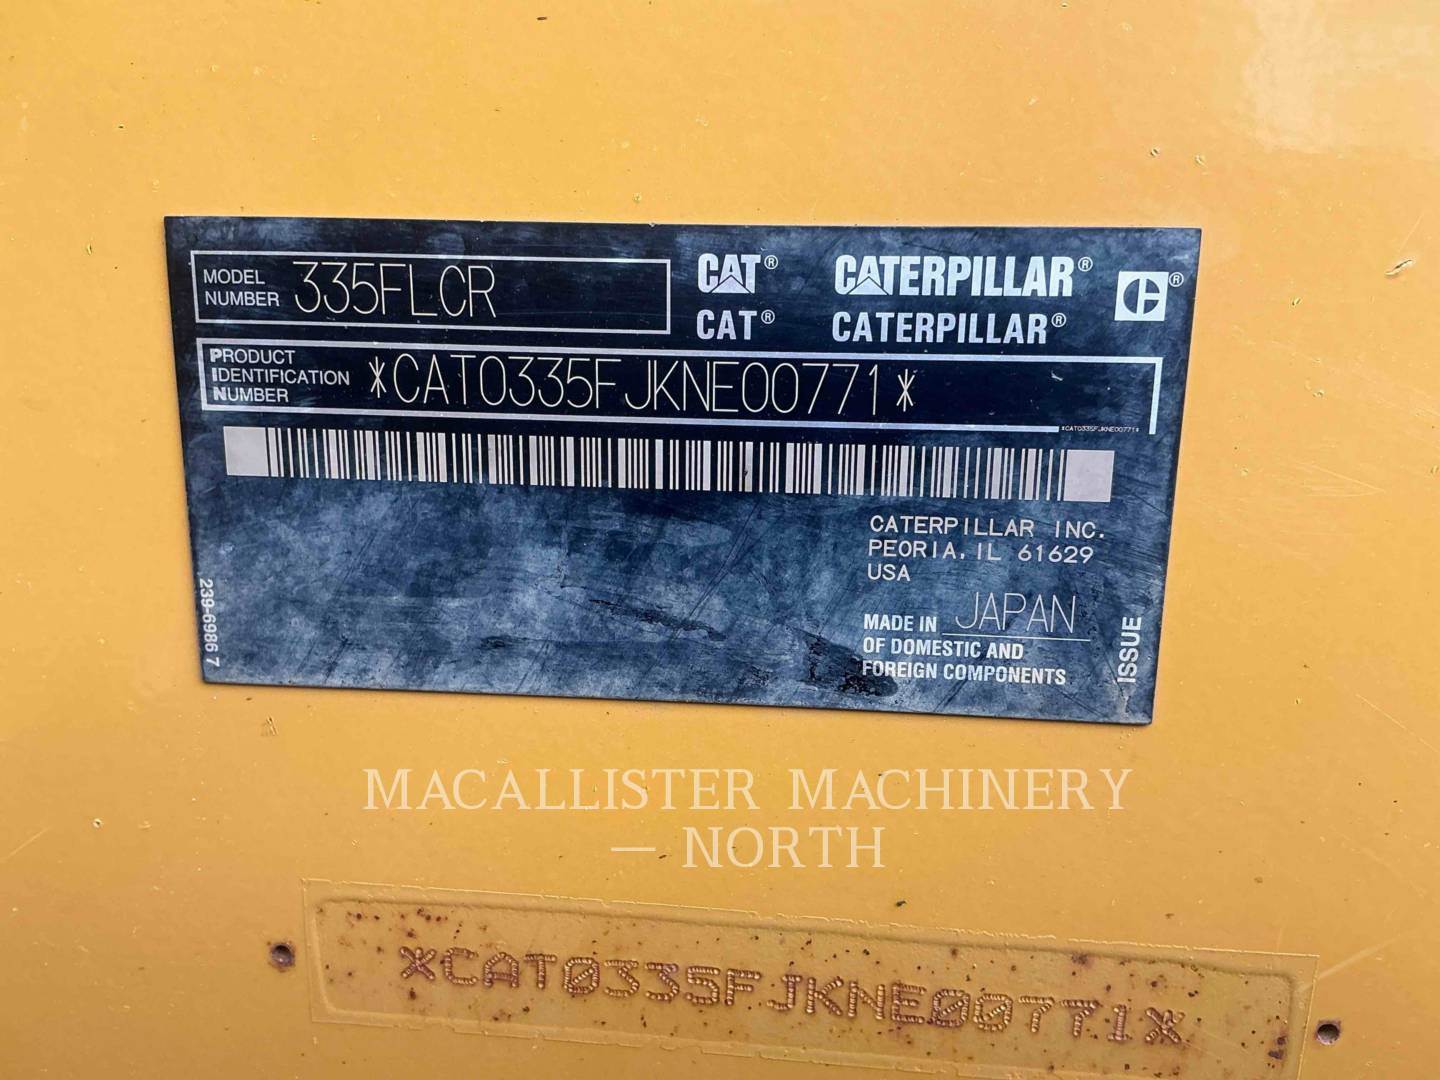 MODEL NUMBER 335FLCR
CAT® CATERPILLAR®
CAT® CATERPILLAR®
PRODUCT IDENTIFICATION NUMBER *CAT0335FJKNE00771*
*CAT0335FJKNE00771*
CATERPILLAR INC.
PEORIA, IL 61629
USA
MADE IN JAPAN
OF DOMESTIC AND
FOREIGN COMPONENTS
ISSUE
239-6986 7
MACALLISTER MACHINERY
— NORTH
*CAT0335FJKNE00771*